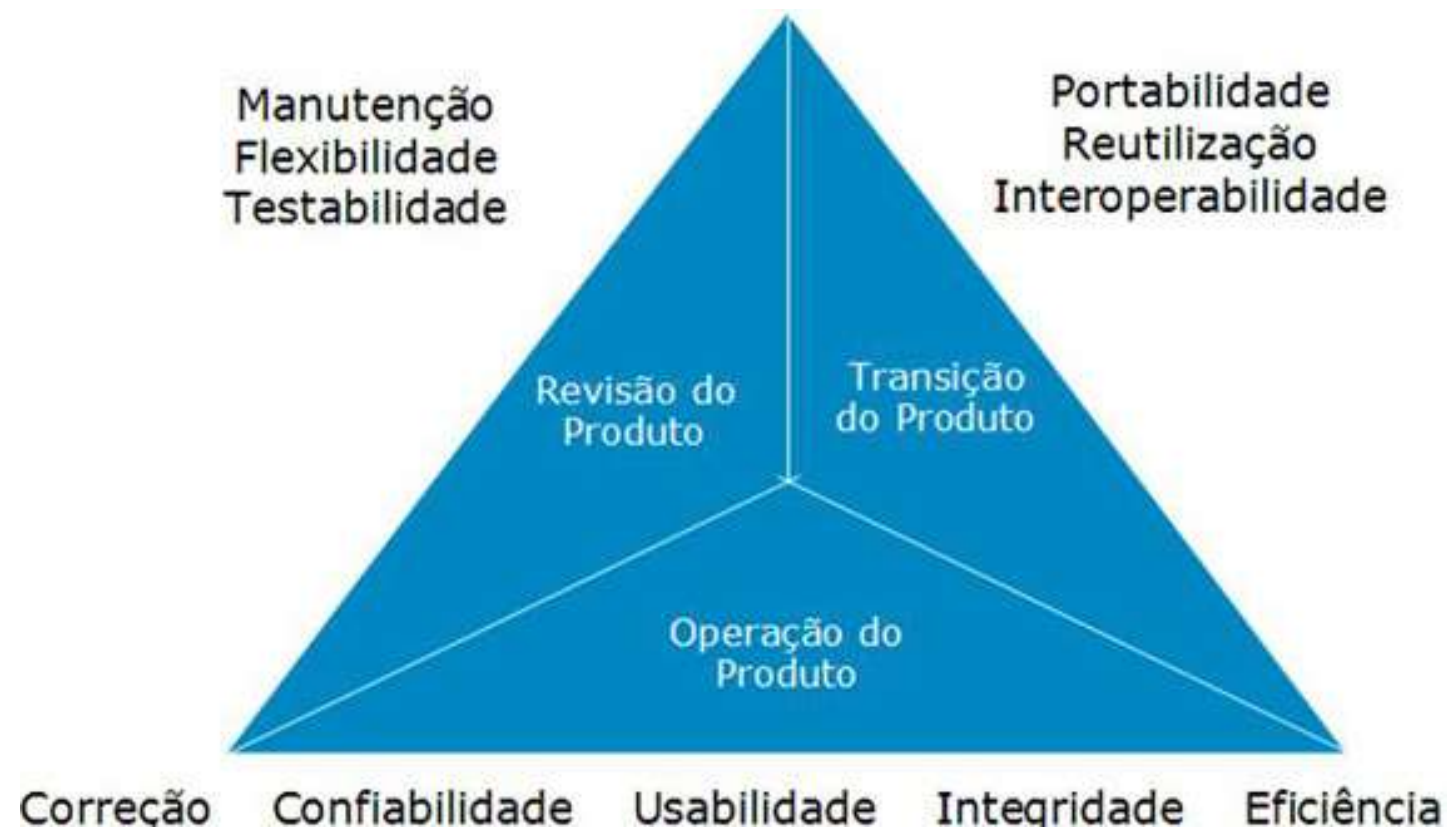 Manutenção
Flexibilidade
Testabilidade
Portabilidade
Reutilização
Interoperabilidade
Revisão do
Produto
Transição
do Produto
Operação do
Produto
Correção Confiabilidade Usabilidade Integridade Eficiência